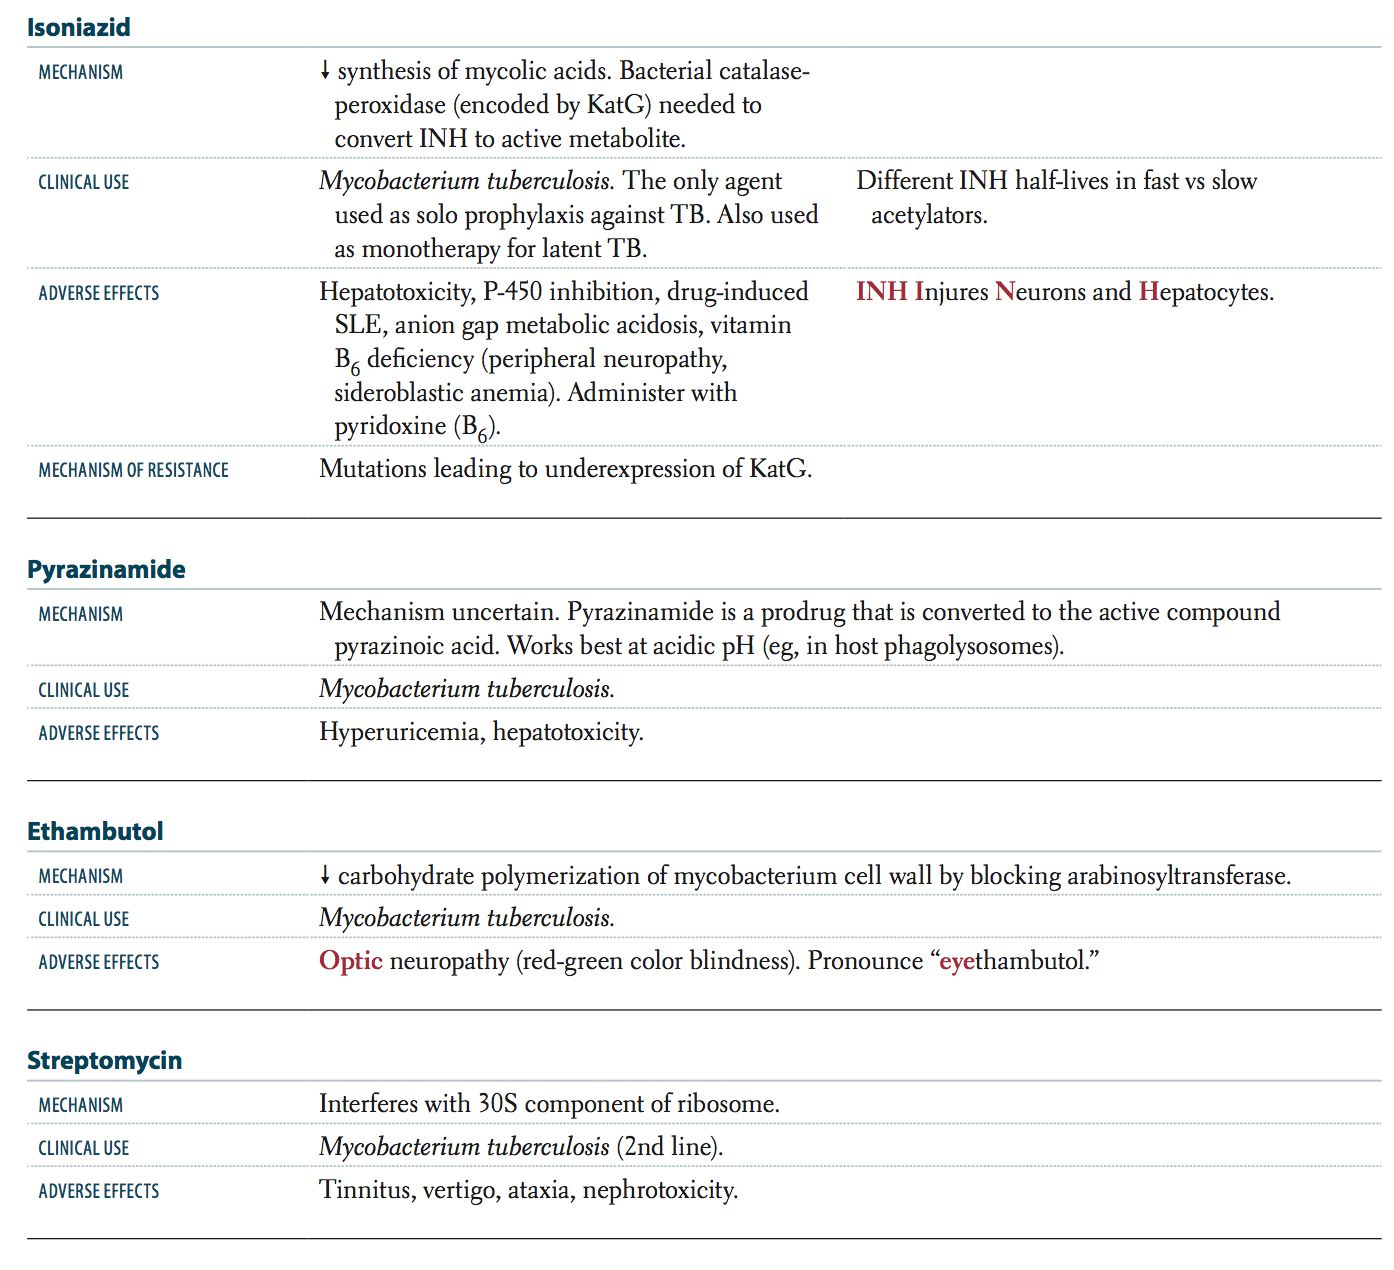 Isoniazid
MECHANISM
↓ synthesis of mycolic acids. Bacterial catalase-
peroxidase (encoded by KatG) needed to
convert INH to active metabolite.
CLINICAL USE
Mycobacterium tuberculosis. The only agent
used as solo prophylaxis against TB. Also used
as monotherapy for latent TB.
Different INH half-lives in fast vs slow
acetylators.
ADVERSE EFFECTS
Hepatotoxicity, P-450 inhibition, drug-induced
SLE, anion gap metabolic acidosis, vitamin
B6 deficiency (peripheral neuropathy,
sideroblastic anemia). Administer with
pyridoxine (B6).
INH Injures Neurons and Hepatocytes.
MECHANISM OF RESISTANCE
Mutations leading to underexpression of KatG.
Pyrazinamide
MECHANISM
Mechanism uncertain. Pyrazinamide is a prodrug that is converted to the active compound
pyrazinoic acid. Works best at acidic pH (eg, in host phagolysosomes).
CLINICAL USE
Mycobacterium tuberculosis.
ADVERSE EFFECTS
Hyperuricemia, hepatotoxicity.
Ethambutol
MECHANISM
↓ carbohydrate polymerization of mycobacterium cell wall by blocking arabinosyltransferase.
CLINICAL USE
Mycobacterium tuberculosis.
ADVERSE EFFECTS
Optic neuropathy (red-green color blindness). Pronounce “eyethambutol.”
Streptomycin
MECHANISM
Interferes with 30S component of ribosome.
CLINICAL USE
Mycobacterium tuberculosis (2nd line).
ADVERSE EFFECTS
Tinnitus, vertigo, ataxia, nephrotoxicity.